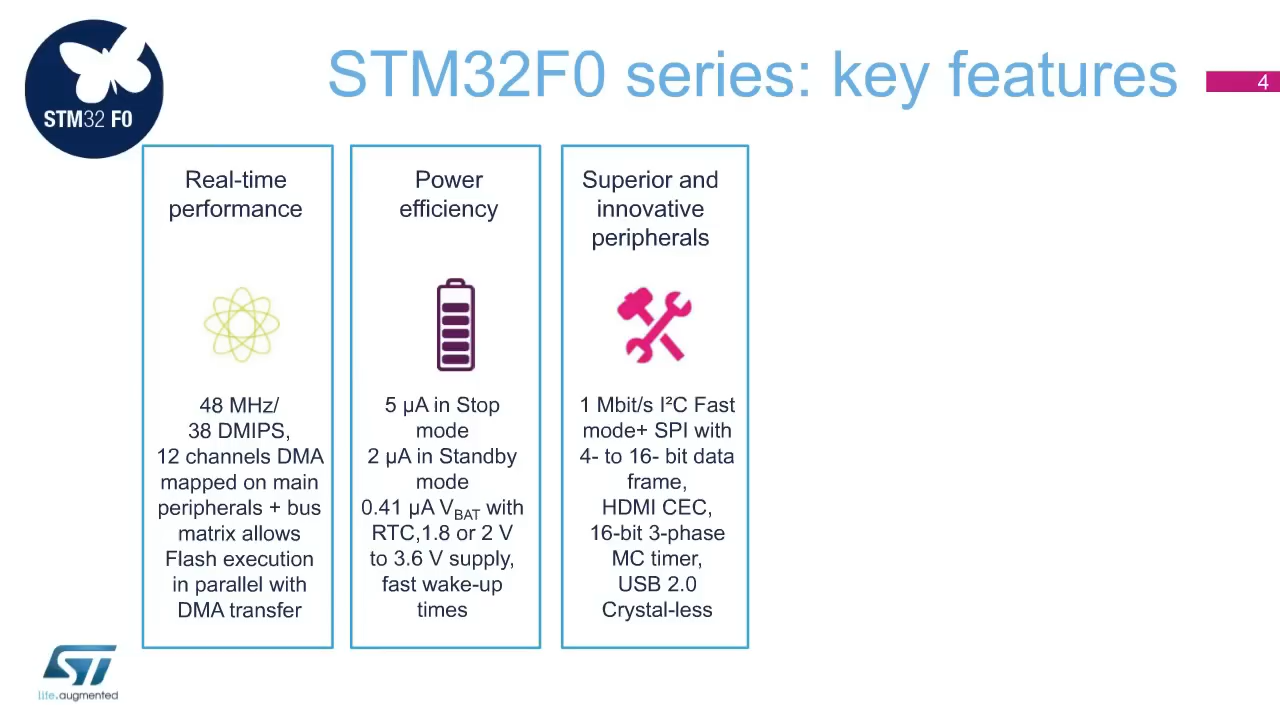 STM32 F0
STM32F0 series: key features
4
Real-time
performance
48 MHz/
38 DMIPS,
12 channels DMA
mapped on main
peripherals + bus
matrix allows
Flash execution
in parallel with
DMA transfer
Power
efficiency
5 µA in Stop
mode
2 µA in Standby
mode
0.41 µA VBAT with
RTC,1.8 or 2 V
to 3.6 V supply,
fast wake-up
times
Superior and
innovative
peripherals
1 Mbit/s I²C Fast
mode+ SPI with
4- to 16- bit data
frame,
HDMI CEC,
16-bit 3-phase
MC timer,
USB 2.0
Crystal-less
ST
life.augmented